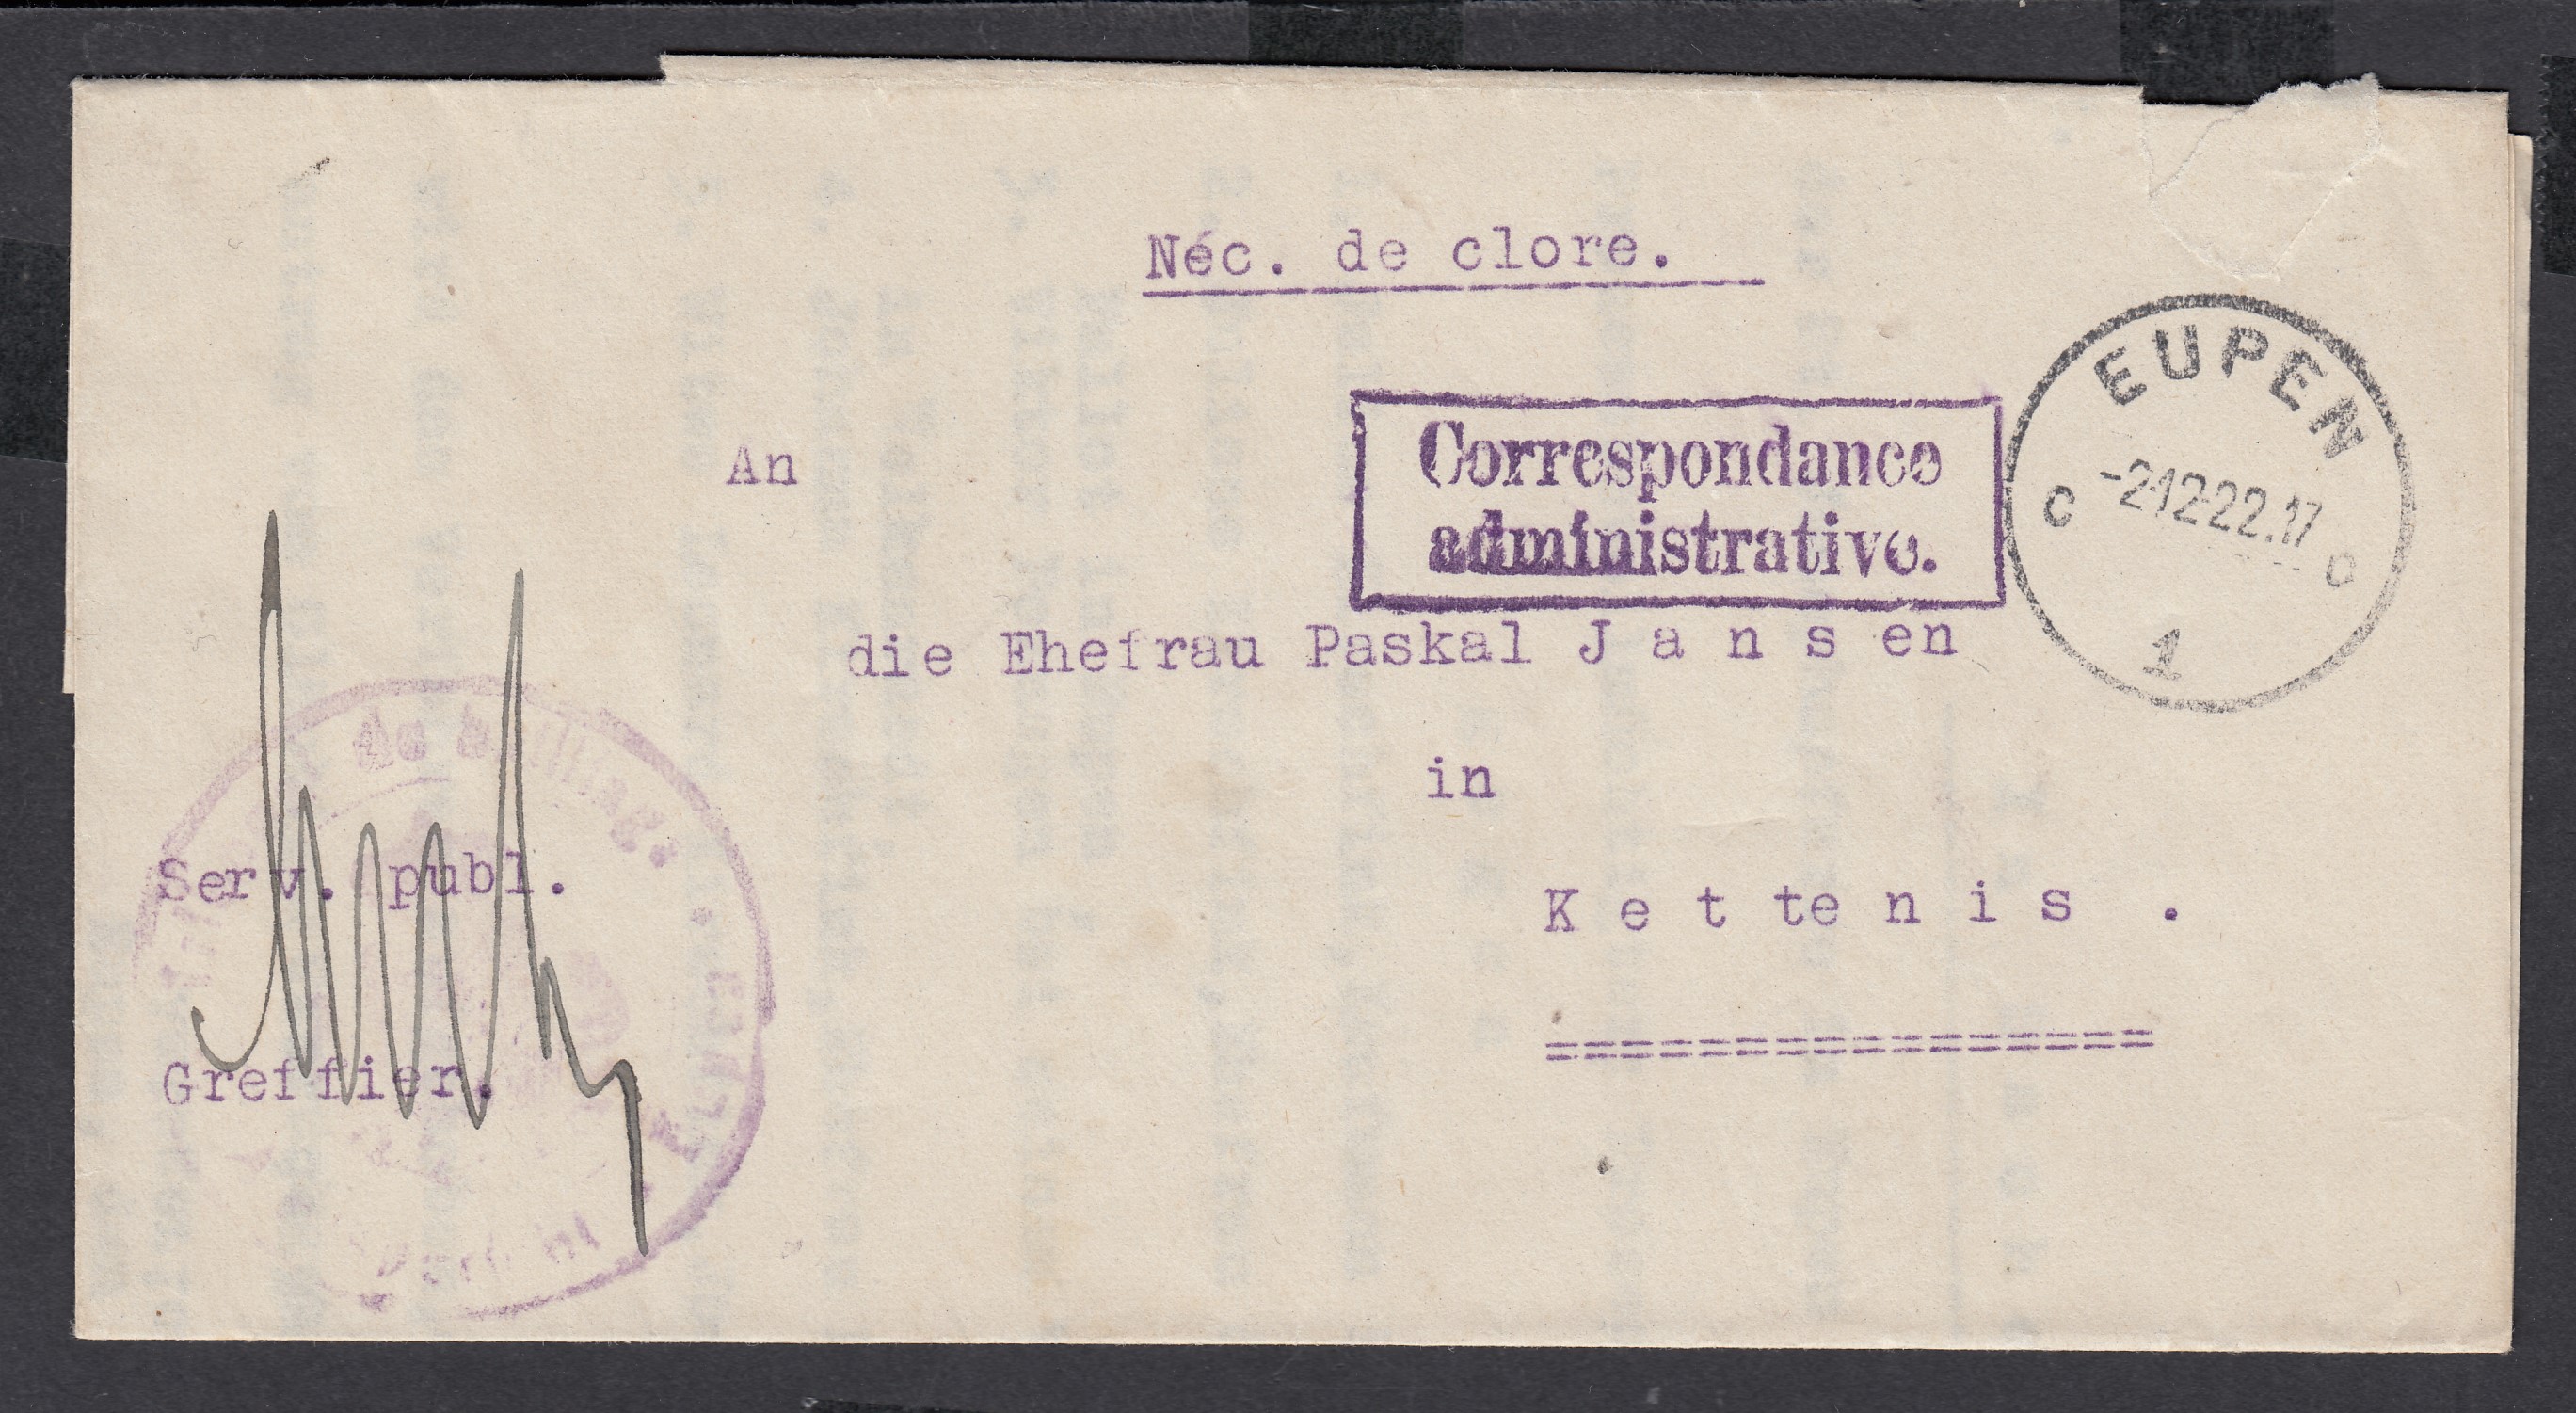 Néc. de clore.
An
Correspondance
administrative.
EUPEN
C -2-12-22.17 C
1
die Ehefrau Paskal J a n s en
in
Serv. publ.
K e t te n i s .
=================
Greffier.